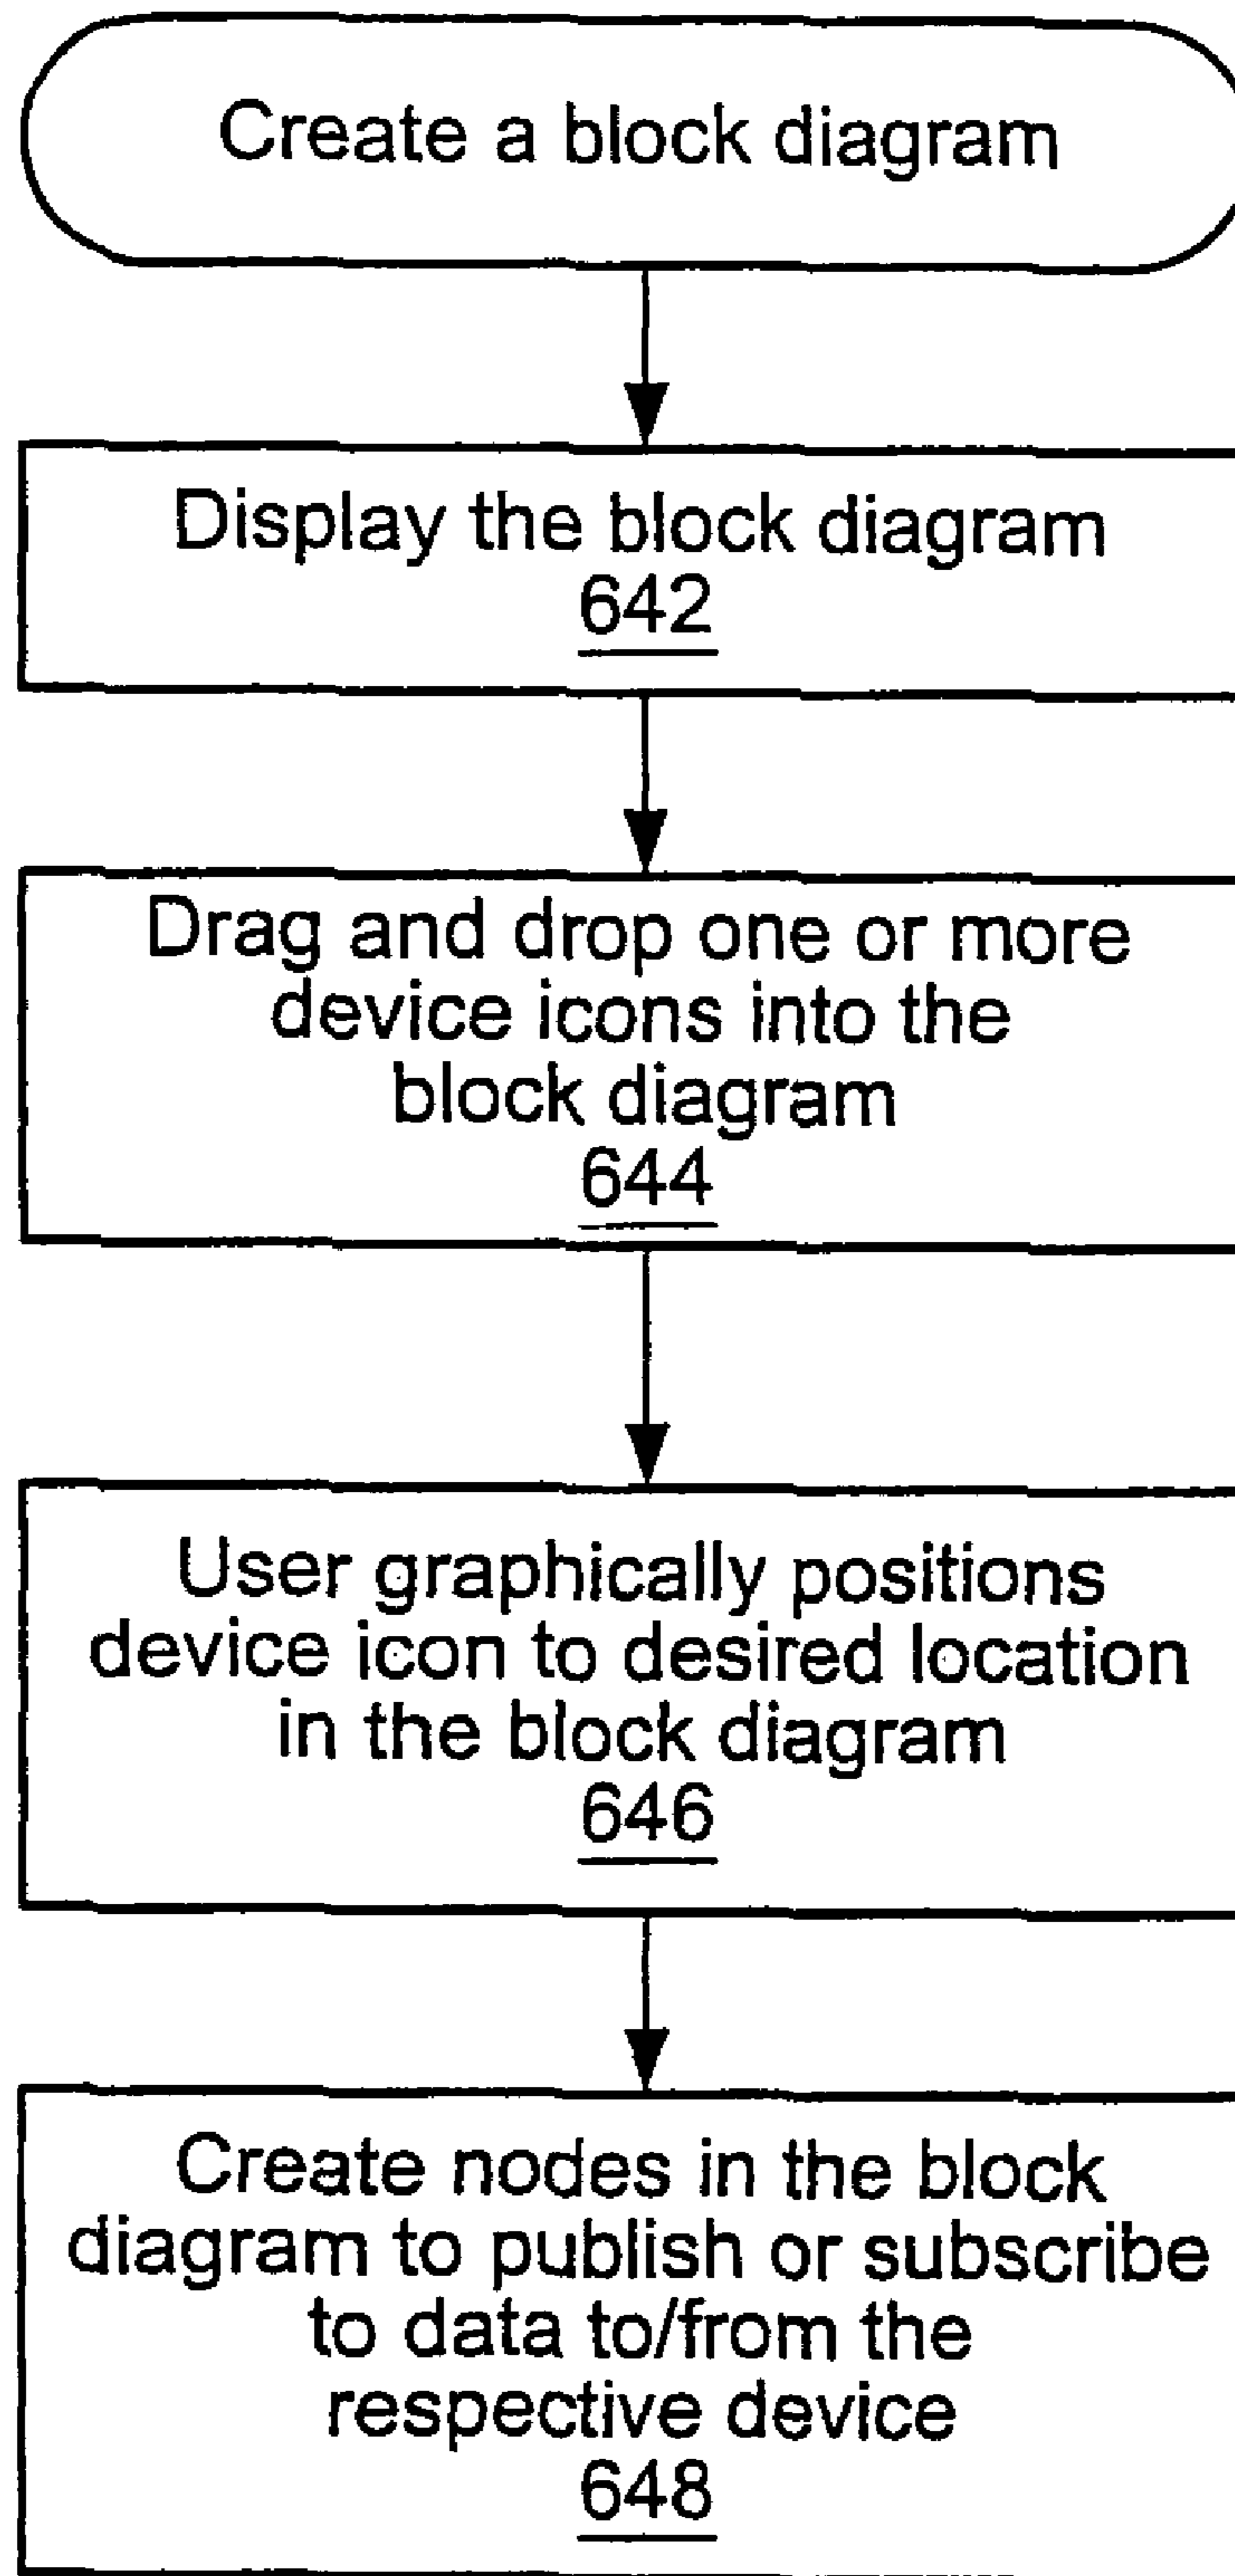 Create a block diagram
Display the block diagram
642
Drag and drop one or more
device icons into the
block diagram
644
User graphically positions
device icon to desired location
in the block diagram
646
Create nodes in the block
diagram to publish or subscribe
to data to/from the
respective device
648